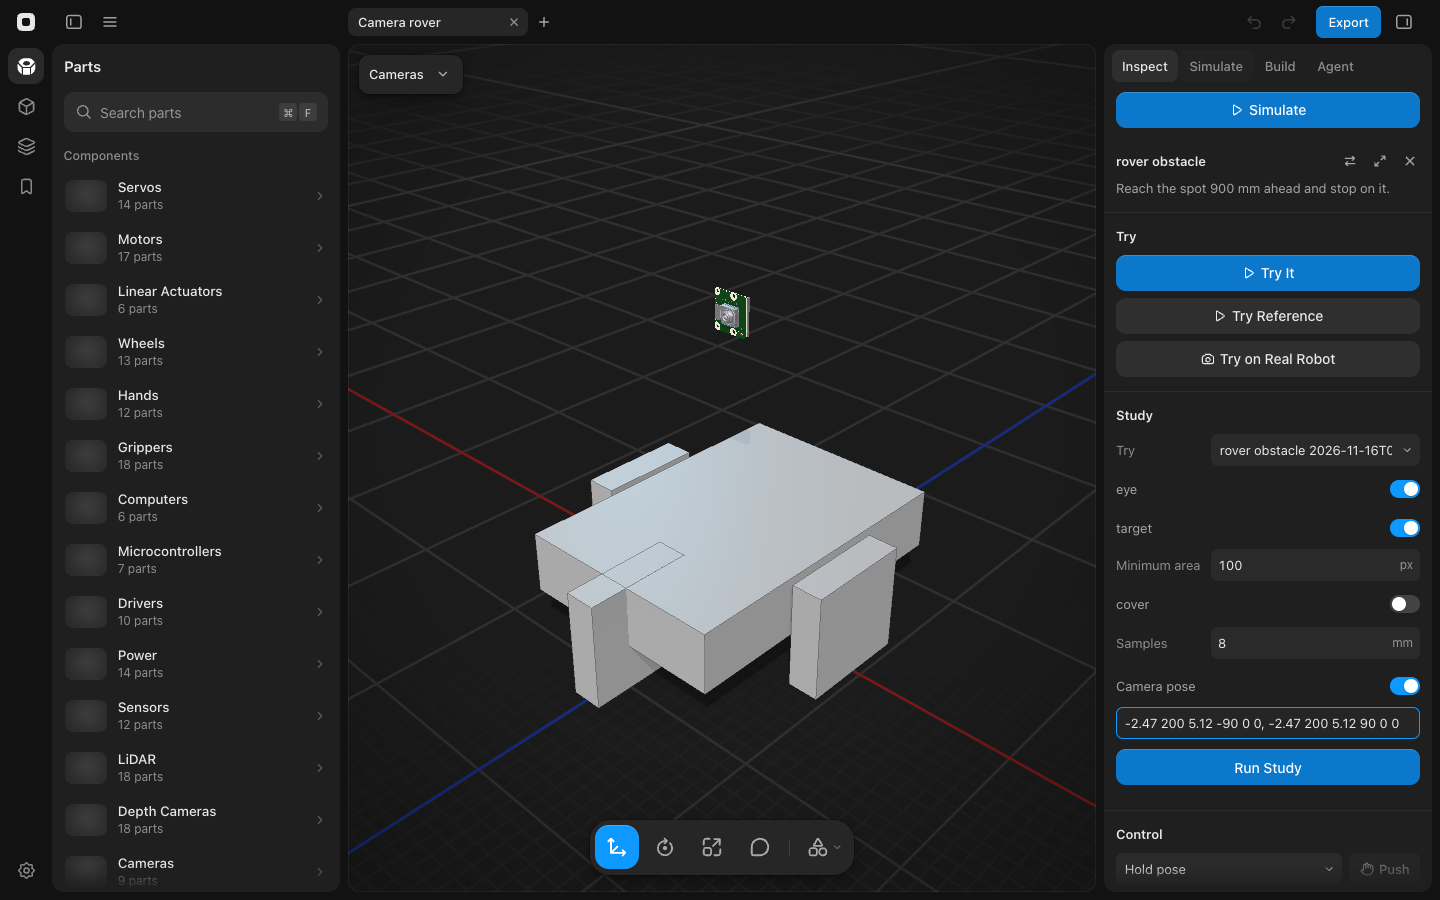 Camera rover
Export
Parts
Search parts
⌘ F
Components
Servos
14 parts
Motors
17 parts
Linear Actuators
6 parts
Wheels
13 parts
Hands
12 parts
Grippers
18 parts
Computers
6 parts
Microcontrollers
7 parts
Drivers
10 parts
Power
14 parts
Sensors
12 parts
LiDAR
18 parts
Depth Cameras
18 parts
Cameras
9 parts
Cameras
Inspect Simulate Build Agent
Simulate
rover obstacle
Reach the spot 900 mm ahead and stop on it.
Try
Try It
Try Reference
Try on Real Robot
Study
Try rover obstacle 2026-11-16T0
eye
target
Minimum area 100 px
cover
Samples 8 mm
Camera pose
-2.47 200 5.12 -90 0 0, -2.47 200 5.12 90 0 0
Run Study
Control
Hold pose Push